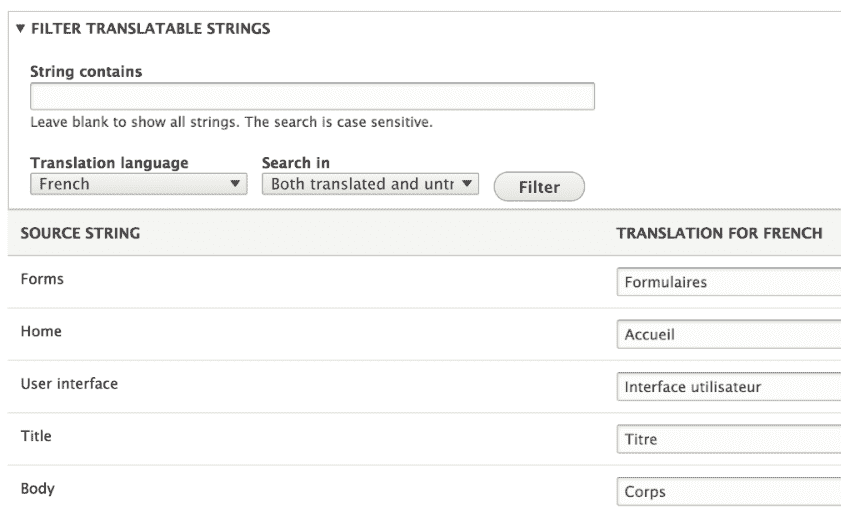 ▼ FILTER TRANSLATABLE STRINGS
String contains
Leave blank to show all strings. The search is case sensitive.
Translation language Search in
French Both translated and untr Filter
SOURCE STRING TRANSLATION FOR FRENCH
Forms Formulaires
Home Accueil
User interface Interface utilisateur
Title Titre
Body Corps